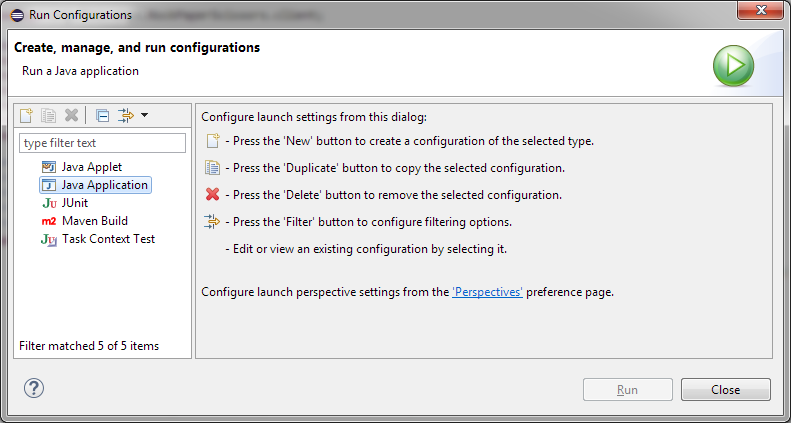 Run Configurations
Create, manage, and run configurations
Run a Java application
type filter text
Java Applet
Java Application
Ju JUnit
m2 Maven Build
Ju Task Context Test
Filter matched 5 of 5 items
Configure launch settings from this dialog:
- Press the 'New' button to create a configuration of the selected type.
- Press the 'Duplicate' button to copy the selected configuration.
- Press the 'Delete' button to remove the selected configuration.
- Press the 'Filter' button to configure filtering options.
- Edit or view an existing configuration by selecting it.
Configure launch perspective settings from the 'Perspectives' preference page.
?
Run
Close